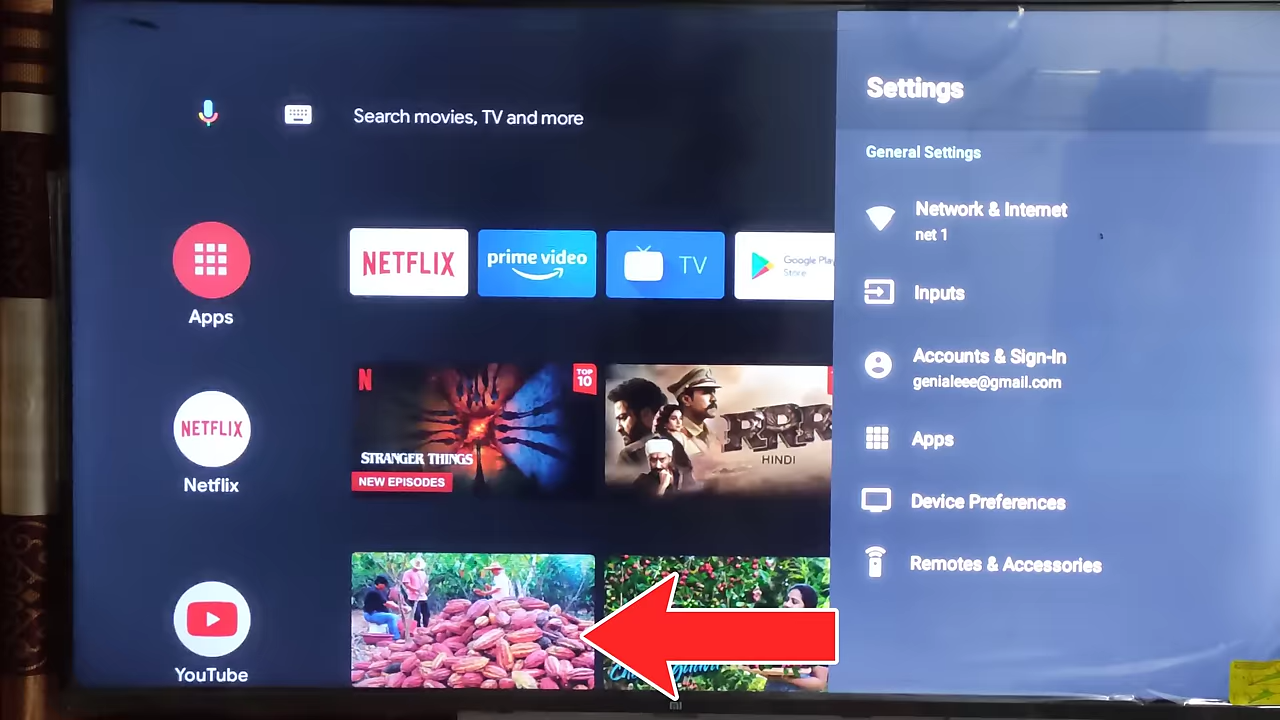 Search movies, TV and more
Apps
NETFLIX
prime video
TV
Google Play
Store
NETFLIX
Netflix
N
TOP
10
STRANGER THINGS
NEW EPISODES
RRR
HINDI
YouTube
mi
Settings
General Settings
Network & Internet
net 1
Inputs
Accounts & Sign-In
genialeee@gmail.com
Apps
Device Preferences
Remotes & Accessories